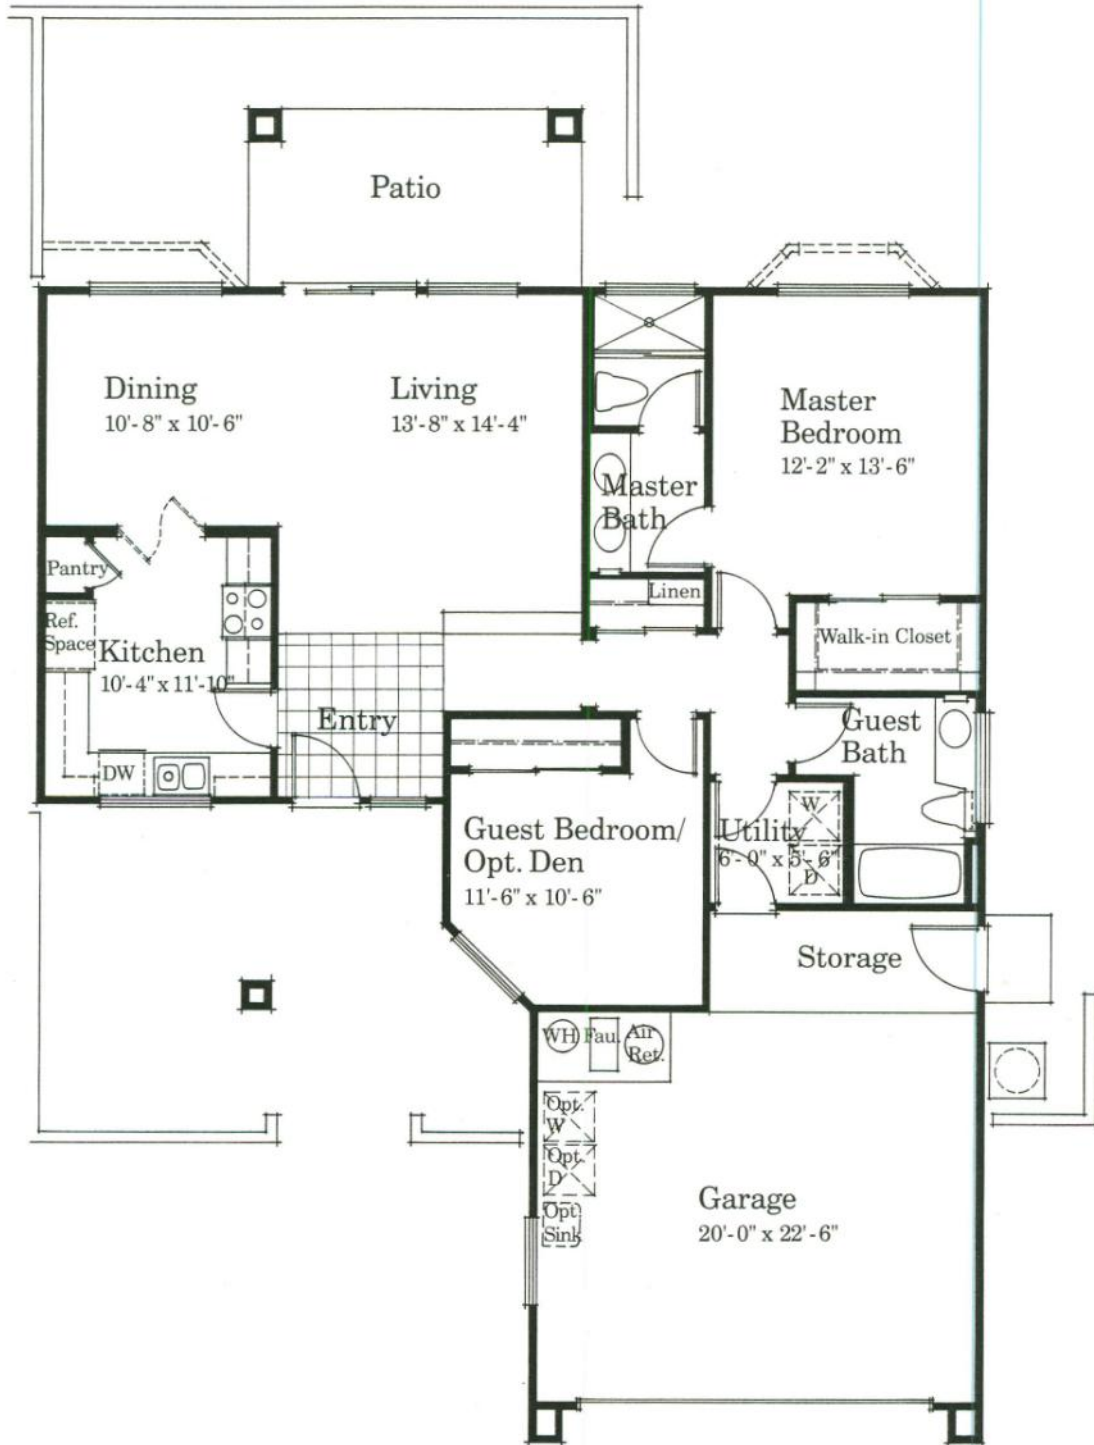 Patio
Dining
10'-8" x 10'-6"
Living
13'-8" x 14'-4"
Master
Bedroom
12'-2" x 13'-6"
Master
Bath
Pantry
Linen
Ref.
Space
Kitchen
10'-4" x 11'-10"
Walk-in Closet
Entry
Guest
Bath
DW
W
Utility
6'-0" x 5'-6"
D
Guest Bedroom/
Opt. Den
11'-6" x 10'-6"
Storage
WH
Fau.
Air
Ret.
Opt.
W
Opt.
D
Opt
Sink
Garage
20'-0" x 22'-6"